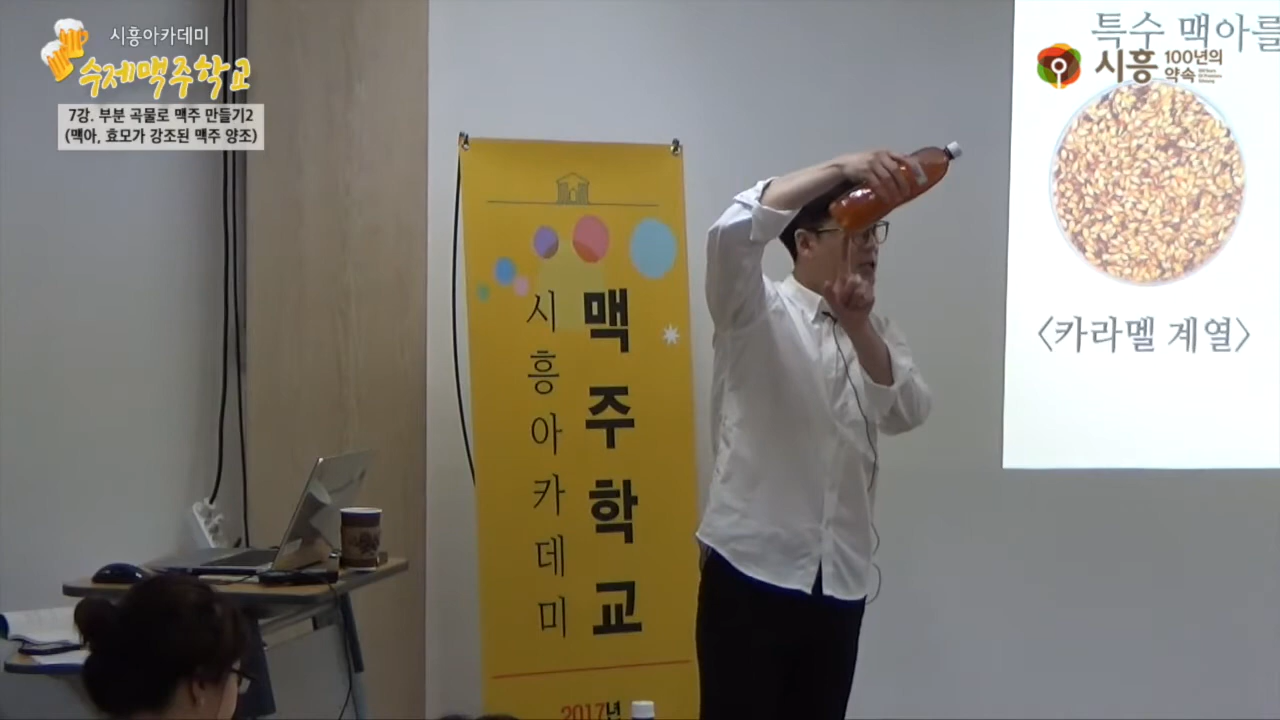 시흥아카데미
수제맥주학교
7강. 부분 곡물로 맥주 만들기2
(맥아, 효모가 강조된 맥주 양조)
특수 맥아를
시흥 100년의
약속
<카라멜 계열>
시흥아카데미
맥주학교
2017년